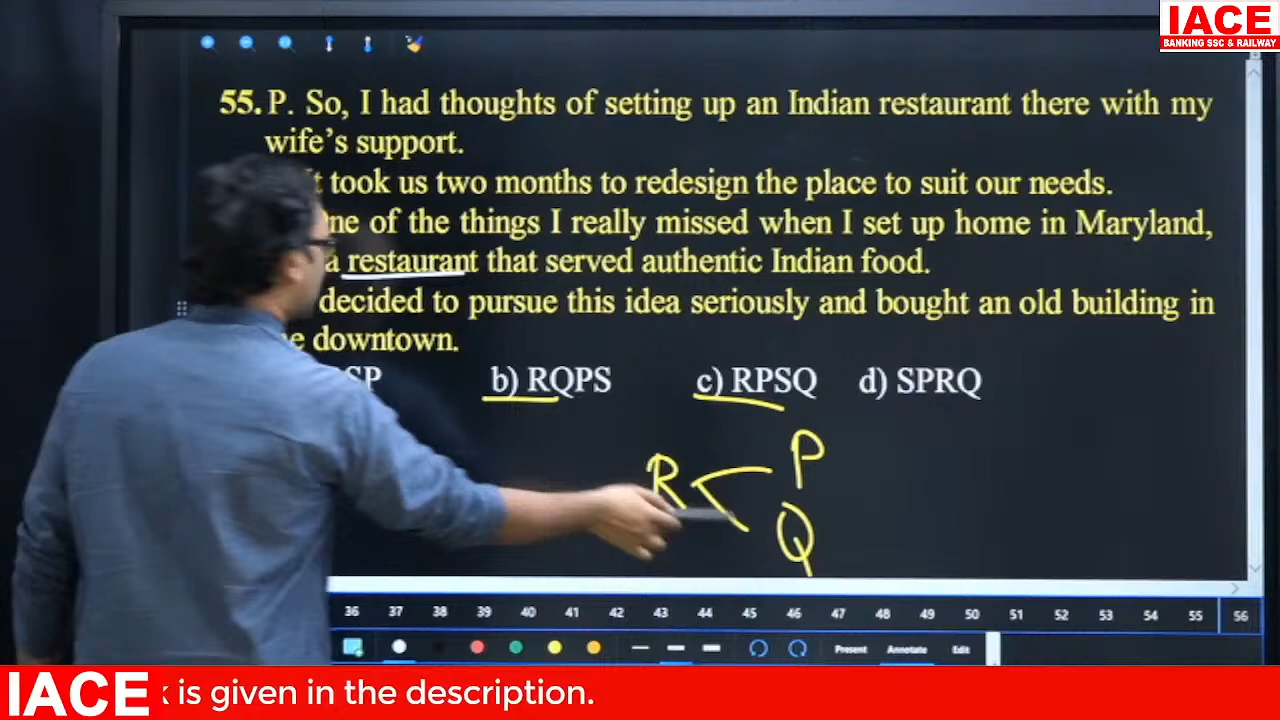 IACE
BANKING SSC & RAILWAY
55. P. So, I had thoughts of setting up an Indian restaurant there with my
wife's support.
took us two months to redesign the place to suit our needs.
of the things I really missed when I set up home in Maryland,
a restaurant that served authentic Indian food.
decided to pursue this idea seriously and bought an old building in
downtown.
b) RQPS c) RPSQ d) SPRQ
R P
Q
36 37 38 39 40 41 42 43 44 45 46 47 48 49 50 51 52 53 54 55 56
Present Annotate Edit
IACE is given in the description.